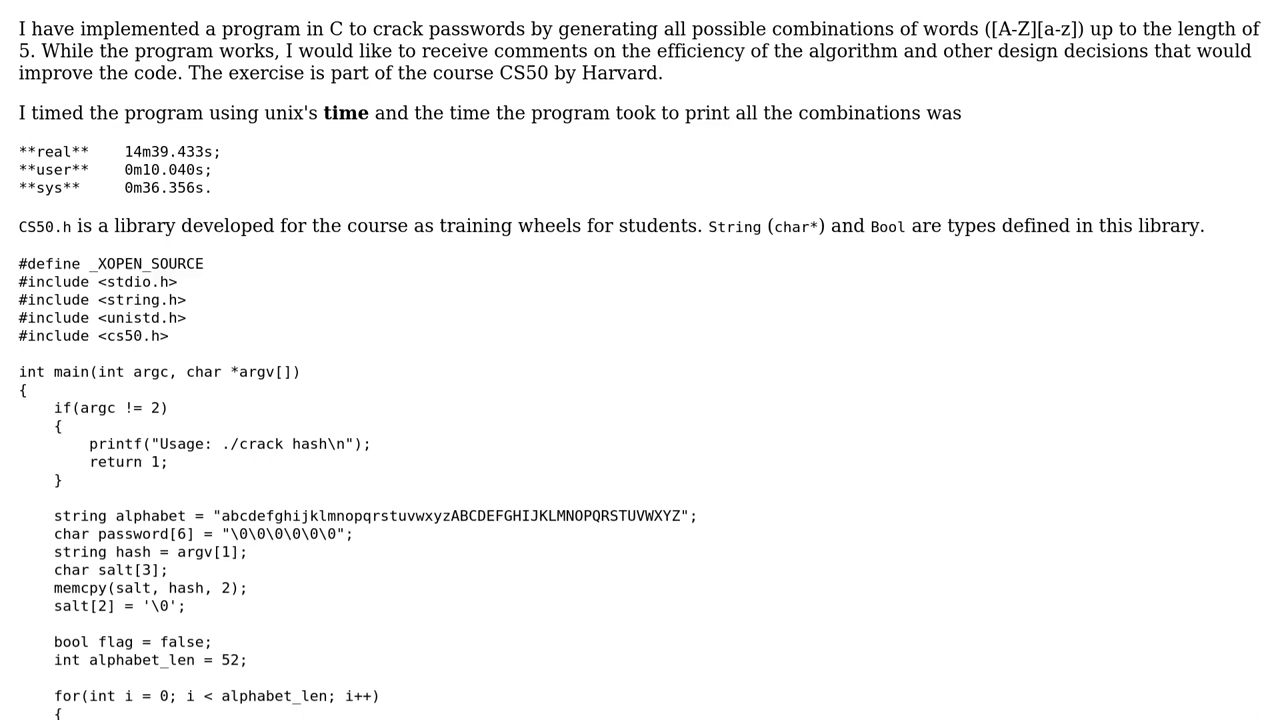 I have implemented a program in C to crack passwords by generating all possible combinations of words ([A-Z][a-z]) up to the length of
5. While the program works, I would like to receive comments on the efficiency of the algorithm and other design decisions that would
improve the code. The exercise is part of the course CS50 by Harvard.
I timed the program using unix's time and the time the program took to print all the combinations was
**real**    14m39.433s;
**user**    0m10.040s;
**sys**     0m36.356s.
CS50.h is a library developed for the course as training wheels for students. String (char*) and Bool are types defined in this library.
#define _XOPEN_SOURCE
#include <stdio.h>
#include <string.h>
#include <unistd.h>
#include <cs50.h>
int main(int argc, char *argv[])
{
    if(argc != 2)
    {
        printf("Usage: ./crack hash\n");
        return 1;
    }
    string alphabet = "abcdefghijklmnopqrstuvwxyzABCDEFGHIJKLMNOPQRSTUVWXYZ";
    char password[6] = "\0\0\0\0\0\0";
    string hash = argv[1];
    char salt[3];
    memcpy(salt, hash, 2);
    salt[2] = '\0';
    bool flag = false;
    int alphabet_len = 52;
    for(int i = 0; i < alphabet_len; i++)
    {